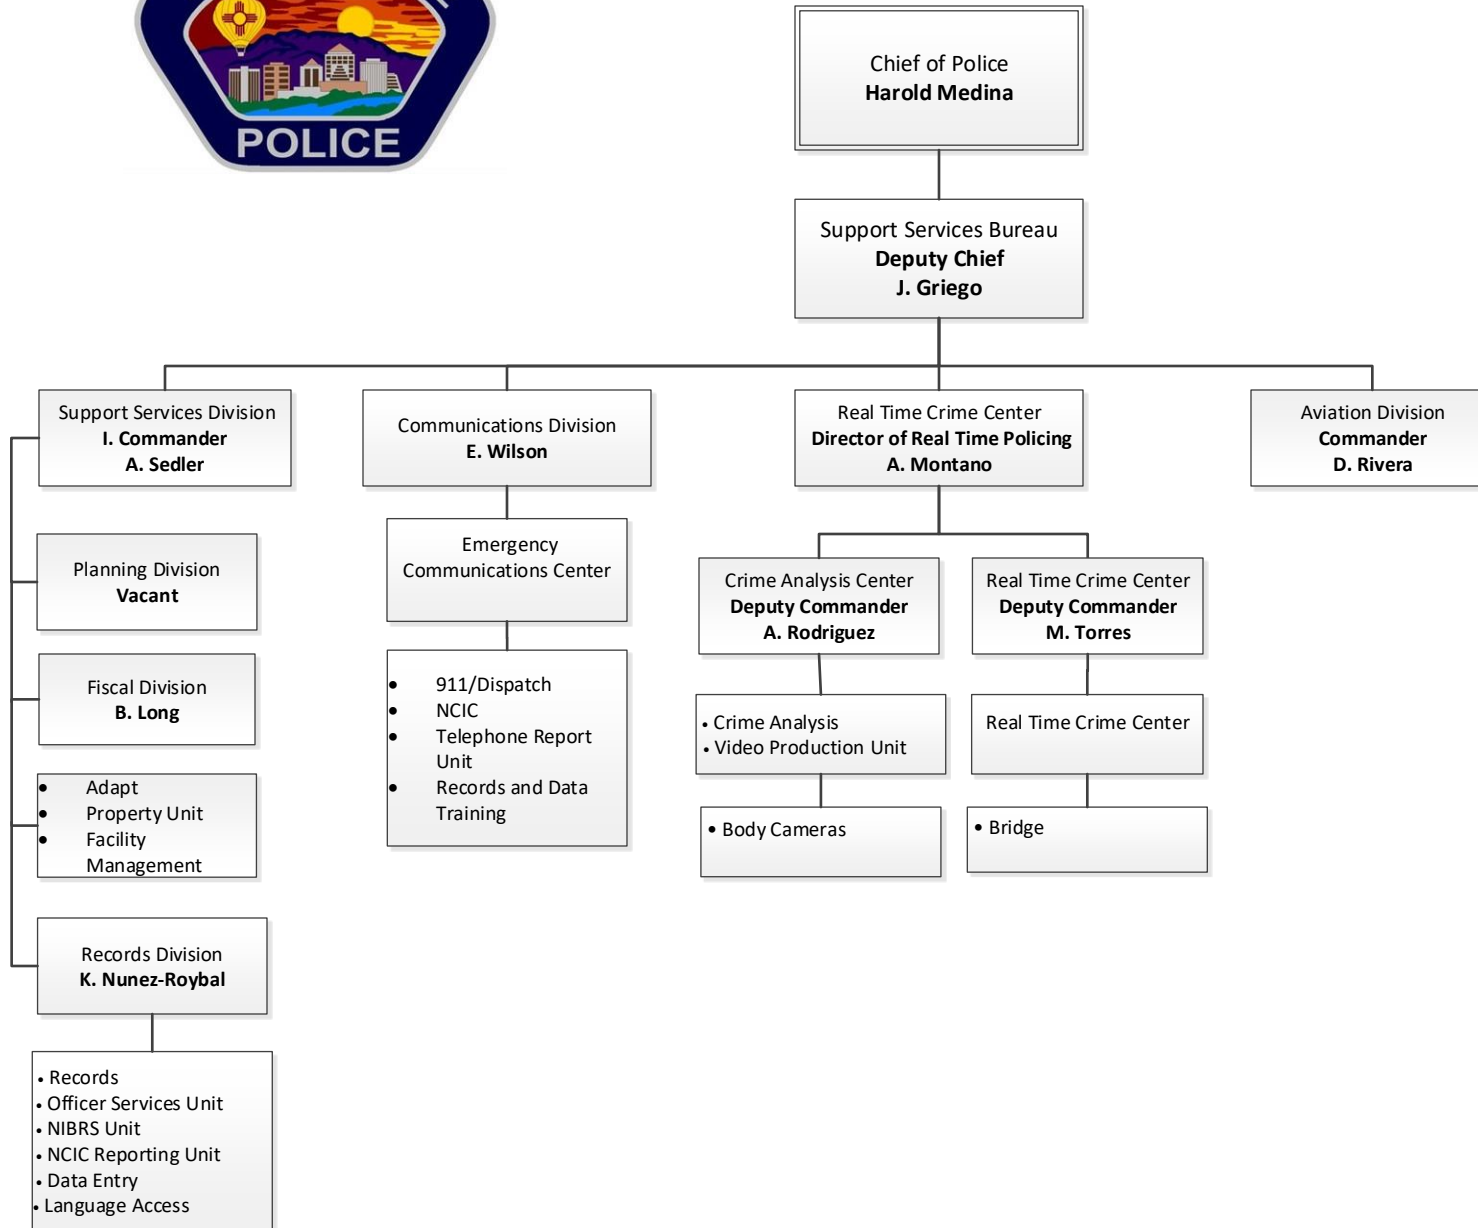 POLICE
Chief of Police
Harold Medina
Support Services Bureau
Deputy Chief
J. Griego
Support Services Division
I. Commander
A. Sedler
Communications Division
E. Wilson
Real Time Crime Center
Director of Real Time Policing
A. Montano
Aviation Division
Commander
D. Rivera
Planning Division
Vacant
Fiscal Division
B. Long
• Adapt
• Property Unit
• Facility
Management
Records Division
K. Nunez-Roybal
• Records
• Officer Services Unit
• NIBRS Unit
• NCIC Reporting Unit
• Data Entry
• Language Access
Emergency
Communications Center
• 911/Dispatch
• NCIC
• Telephone Report
Unit
• Records and Data
Training
Crime Analysis Center
Deputy Commander
A. Rodriguez
• Crime Analysis
• Video Production Unit
• Body Cameras
Real Time Crime Center
Deputy Commander
M. Torres
Real Time Crime Center
• Bridge